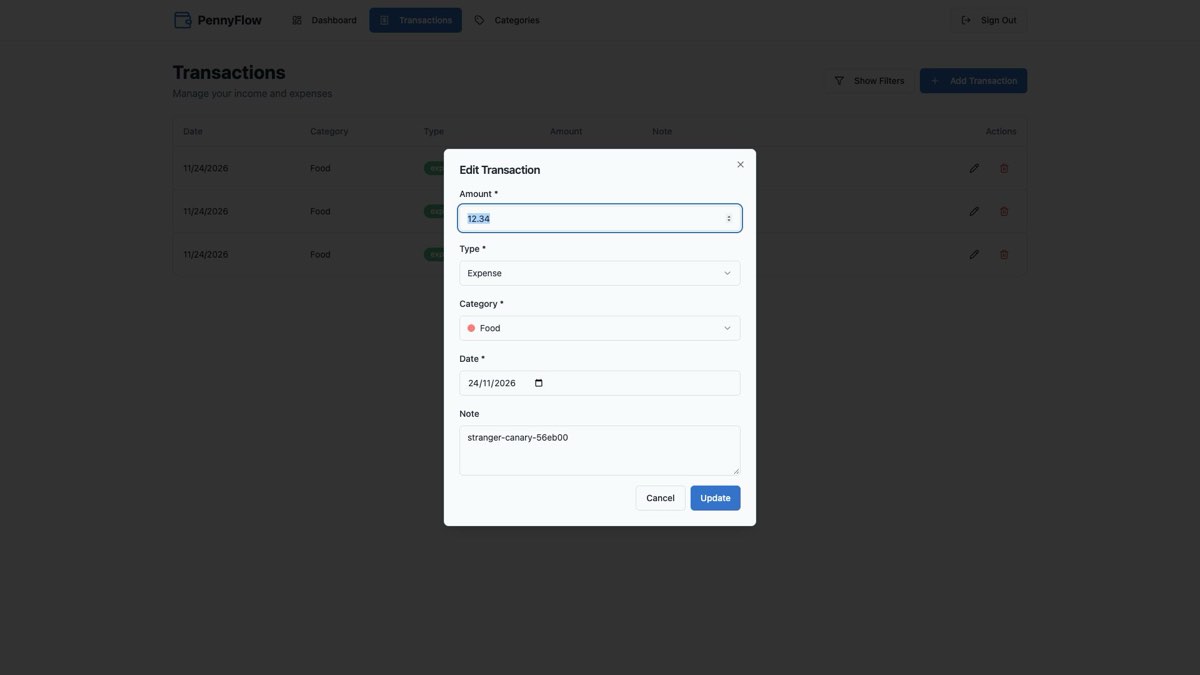 PennyFlow Dashboard Transactions Categories Sign Out
Transactions
Manage your income and expenses
Show Filters Add Transaction
Date Category Type Amount Note Actions
11/24/2026 Food
11/24/2026 Food
11/24/2026 Food
Edit Transaction
Amount *
12.34
Type *
Expense
Category *
Food
Date *
24/11/2026
Note
stranger-canary-56eb00
Cancel Update